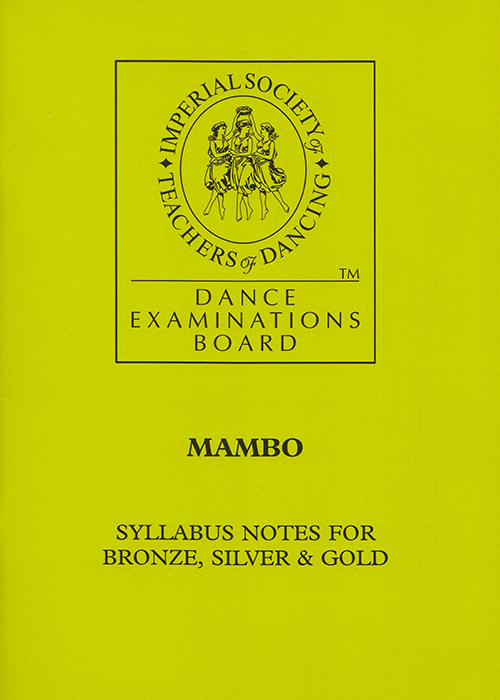 IMPERIAL SOCIETY of
TEACHERS of DANCING
TM
DANCE
EXAMINATIONS
BOARD
MAMBO
SYLLABUS NOTES FOR
BRONZE, SILVER & GOLD